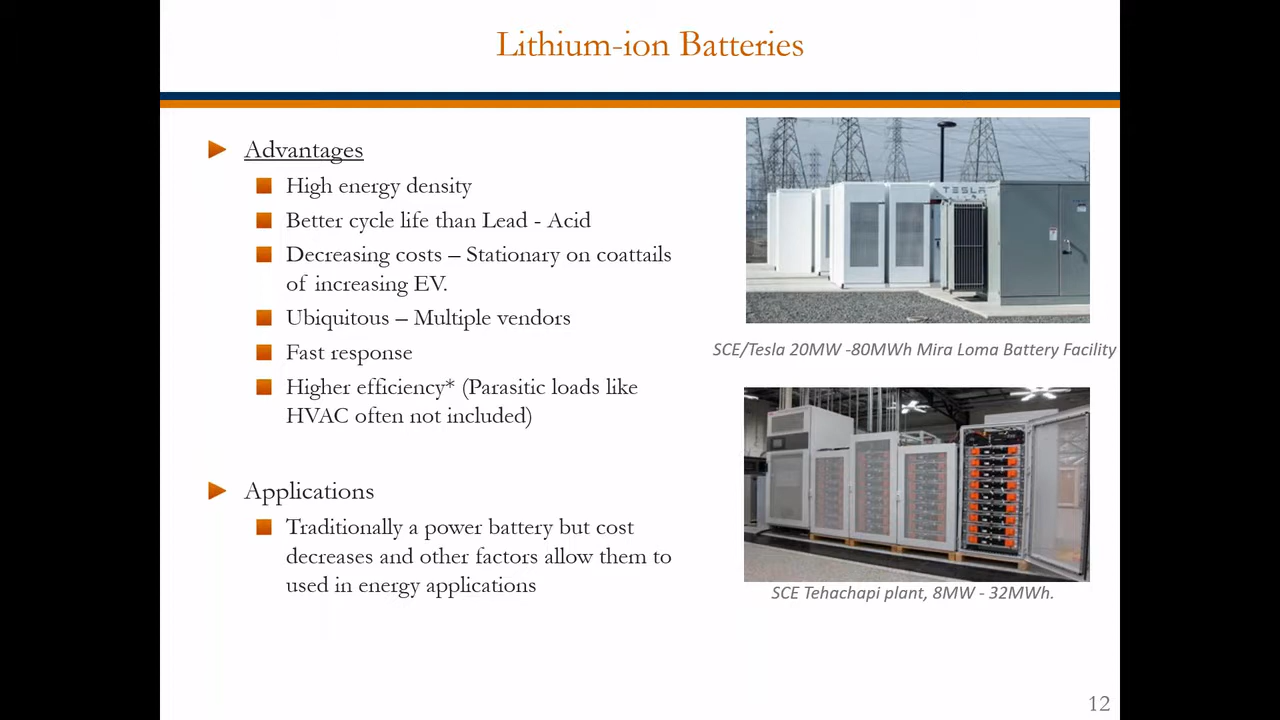 Lithium-ion Batteries
Advantages
High energy density
Better cycle life than Lead - Acid
Decreasing costs – Stationary on coattails
of increasing EV.
Ubiquitous – Multiple vendors
Fast response
Higher efficiency* (Parasitic loads like
HVAC often not included)
Applications
Traditionally a power battery but cost
decreases and other factors allow them to
used in energy applications
TESLA
SCE/Tesla 20MW -80MWh Mira Loma Battery Facility
SCE Tehachapi plant, 8MW - 32MWh.
12